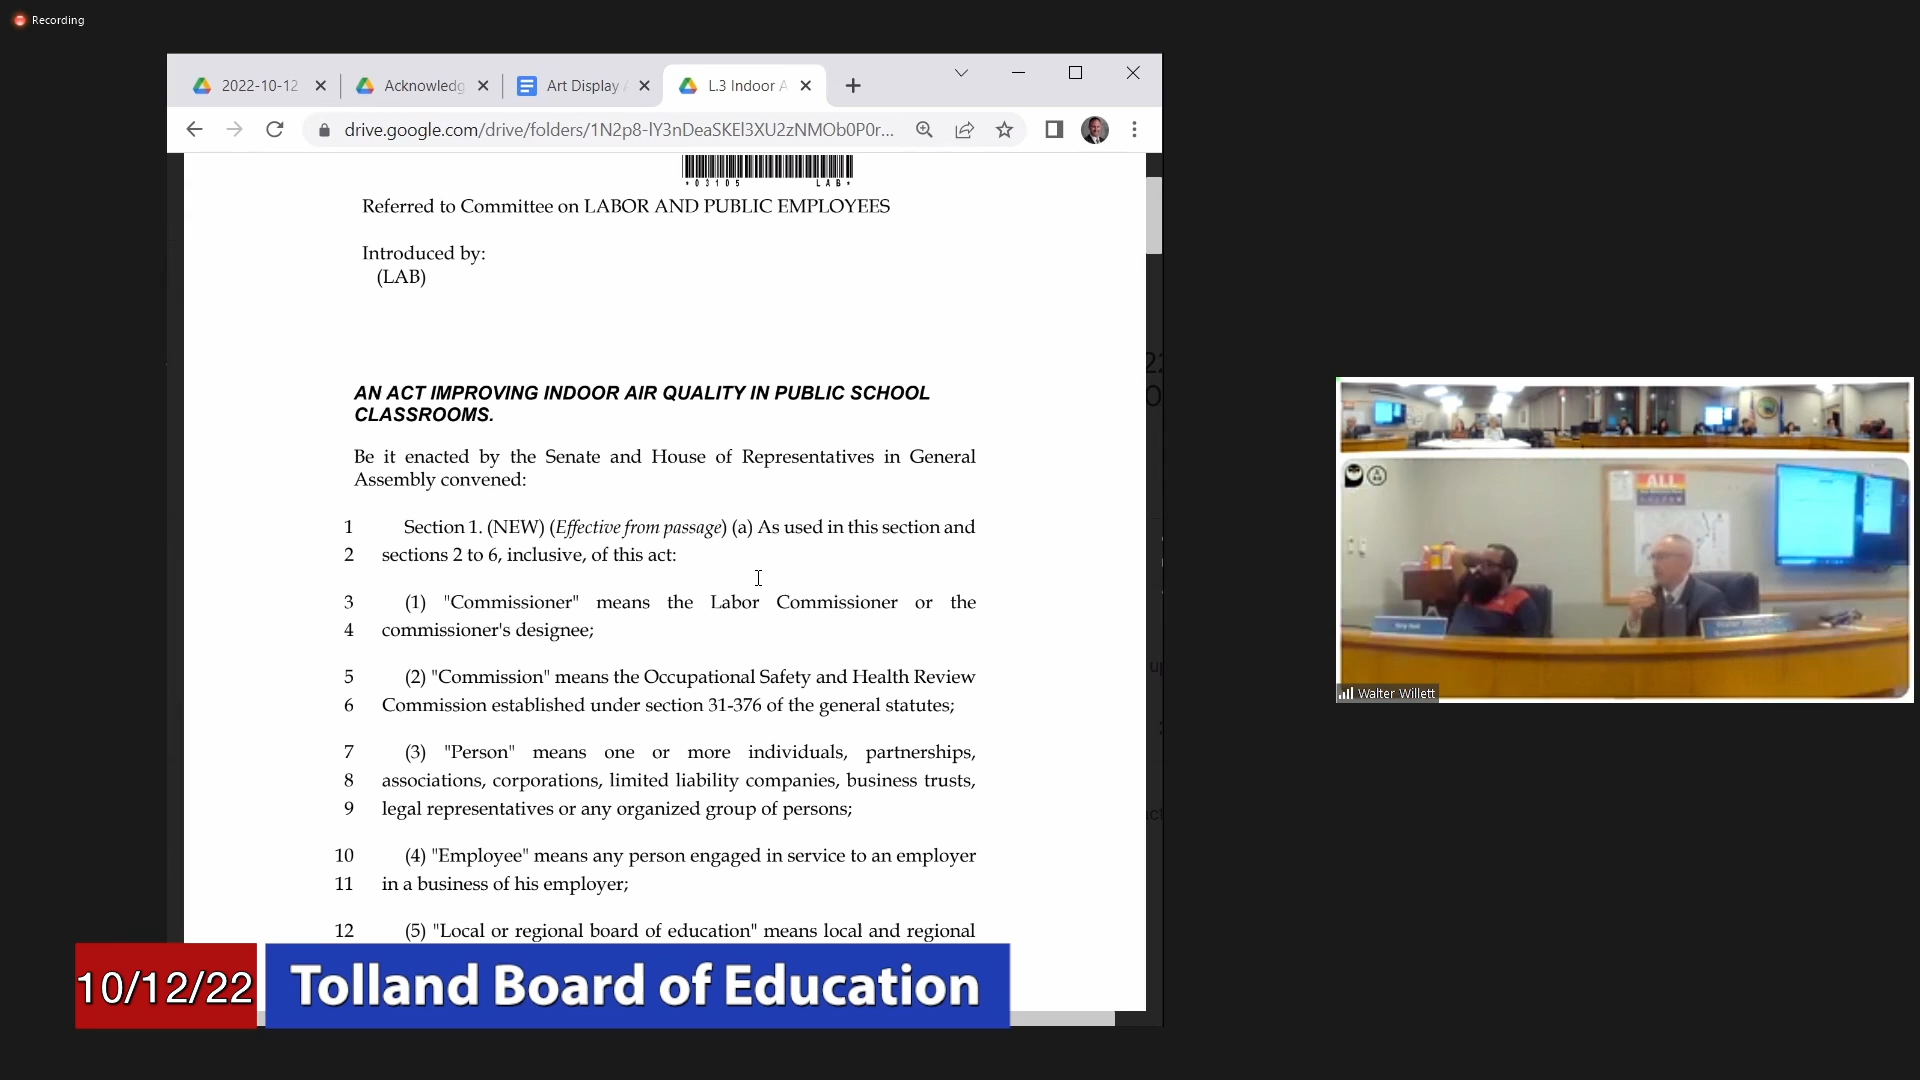 Recording
2022-10-12
Acknowledg
Art Display A
L.3 Indoor A
drive.google.com/drive/folders/1N2p8-lY3nDeaSKEl3XU2zNMOb0P0r...
*03105 LAB*
Referred to Committee on LABOR AND PUBLIC EMPLOYEES
Introduced by:
(LAB)
AN ACT IMPROVING INDOOR AIR QUALITY IN PUBLIC SCHOOL
CLASSROOMS.
Be it enacted by the Senate and House of Representatives in General
Assembly convened:
1 Section 1. (NEW) (Effective from passage) (a) As used in this section and
2 sections 2 to 6, inclusive, of this act:
3 (1) "Commissioner" means the Labor Commissioner or the
4 commissioner's designee;
5 (2) "Commission" means the Occupational Safety and Health Review
6 Commission established under section 31-376 of the general statutes;
7 (3) "Person" means one or more individuals, partnerships,
8 associations, corporations, limited liability companies, business trusts,
9 legal representatives or any organized group of persons;
10 (4) "Employee" means any person engaged in service to an employer
11 in a business of his employer;
12 (5) "Local or regional board of education" means local and regional
10/12/22
Tolland Board of Education
ALL
Walter Willett